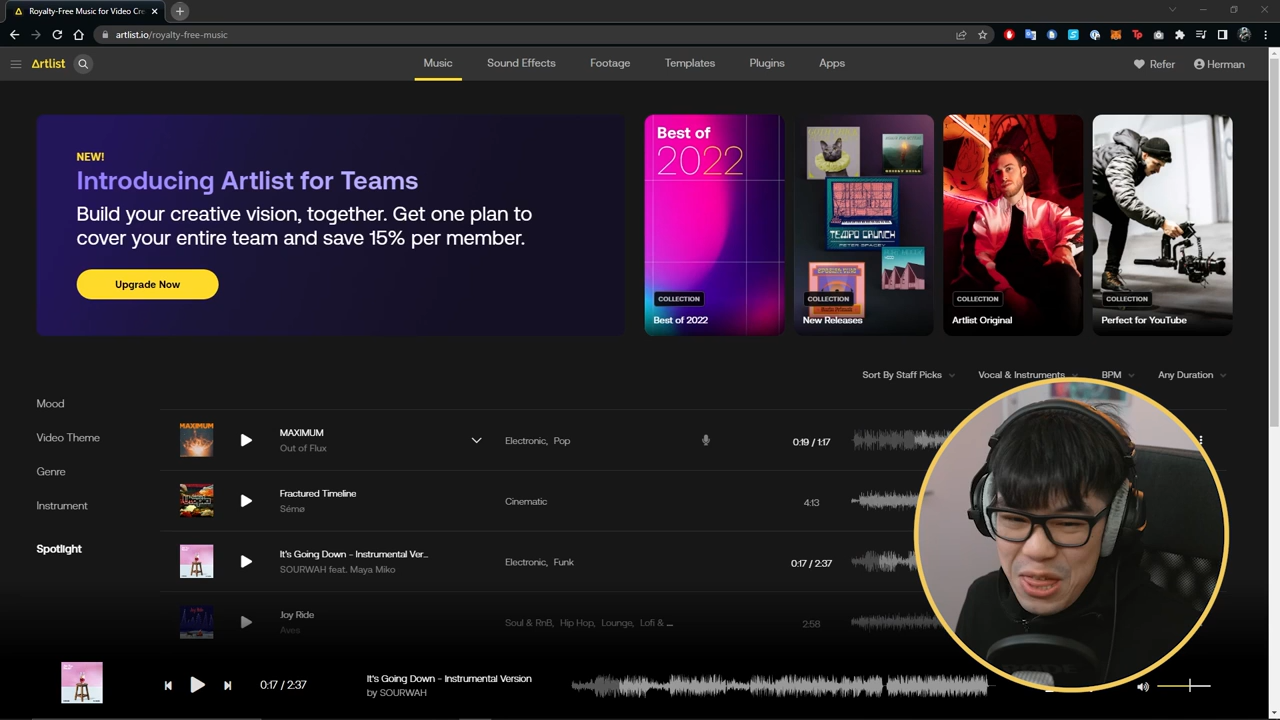 Royalty-Free Music for Video Cre
artlist.io/royalty-free-music
Artlist
Music
Sound Effects
Footage
Templates
Plugins
Apps
Refer
Herman
NEW!
Introducing Artlist for Teams
Build your creative vision, together. Get one plan to
cover your entire team and save 15% per member.
Upgrade Now
Best of
2022
COLLECTION
Best of 2022
TEMPO CRUNCH
COLLECTION
New Releases
COLLECTION
Artlist Original
COLLECTION
Perfect for YouTube
Sort By Staff Picks
Vocal & Instruments
BPM
Any Duration
Mood
Video Theme
Genre
Instrument
Spotlight
MAXIMUM
MAXIMUM
Out of Flux
Electronic, Pop
0:19 / 1:17
Fractured Timeline
Sémø
Cinematic
4:13
It's Going Down - Instrumental Ver...
SOURWAH feat. Maya Miko
Electronic, Funk
0:17 / 2:37
Joy Ride
Aves
Soul & RnB, Hip Hop, Lounge, Lofi & ...
2:58
0:17 / 2:37
It's Going Down - Instrumental Version
by SOURWAH